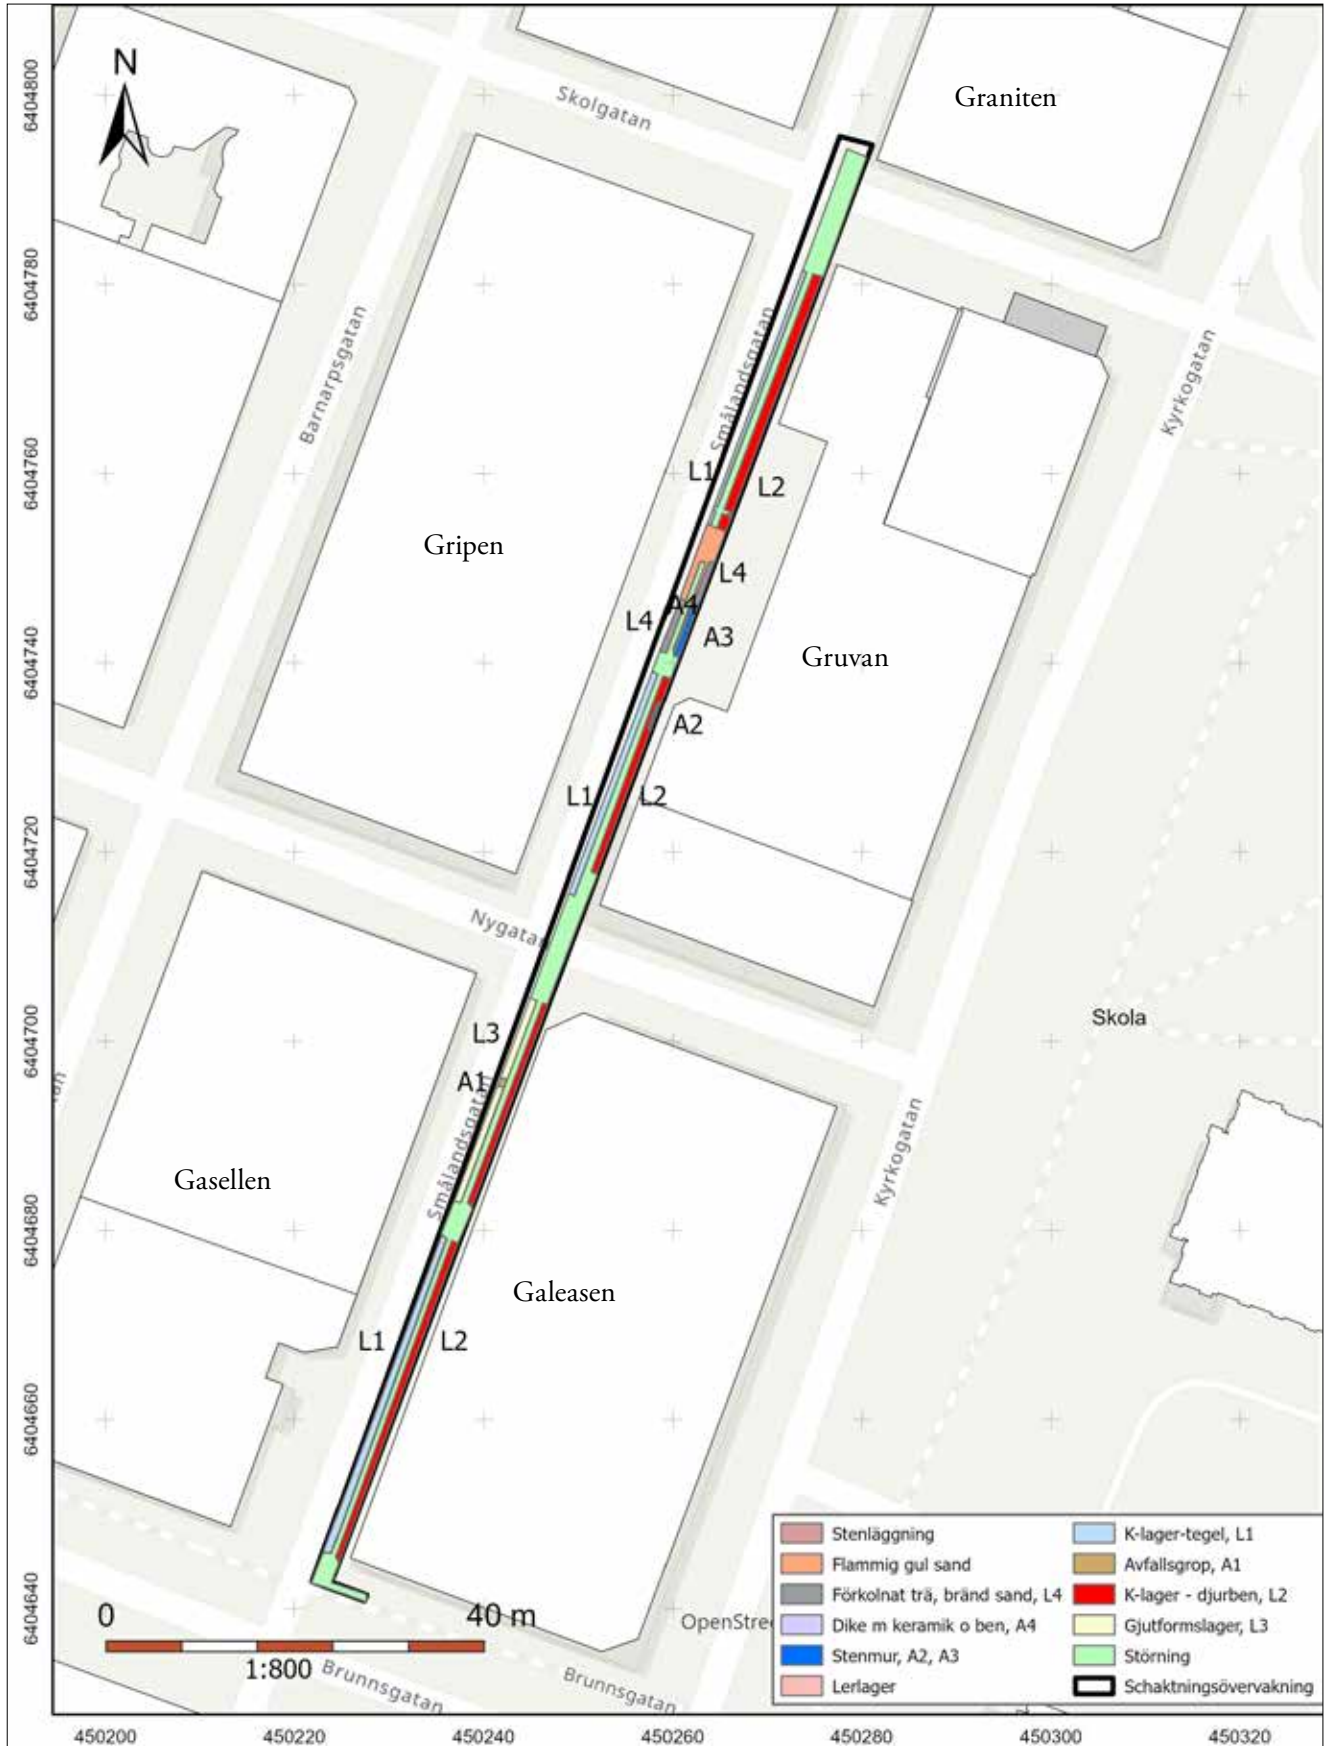 N
Skolgatan
Graniten
6404800
6404780
6404760
6404740
6404720
6404700
6404680
6404660
6404640
Barnarpsgatan
Smålandsgatan
Kyrkogatan
L1
L2
Gripen
L4
A4
L4
A3
Gruvan
A2
L1
L2
Nygatan
L3
Skola
A1
Smålandsgatan
Kyrkogatan
Gasellen
Galeasen
L1
L2
0 40 m
1:800
Brunnsgatan
Brunnsgatan
OpenStree
Stenläggning
Flammig gul sand
Förkolnat trä, bränd sand, L4
Dike m keramik o ben, A4
Stenmur, A2, A3
Lerlager
K-lager-tegel, L1
Avfallsgrop, A1
K-lager - djurben, L2
Gjutformslager, L3
Störning
Schaktningsövervakning
450200 450220 450240 450260 450280 450300 450320